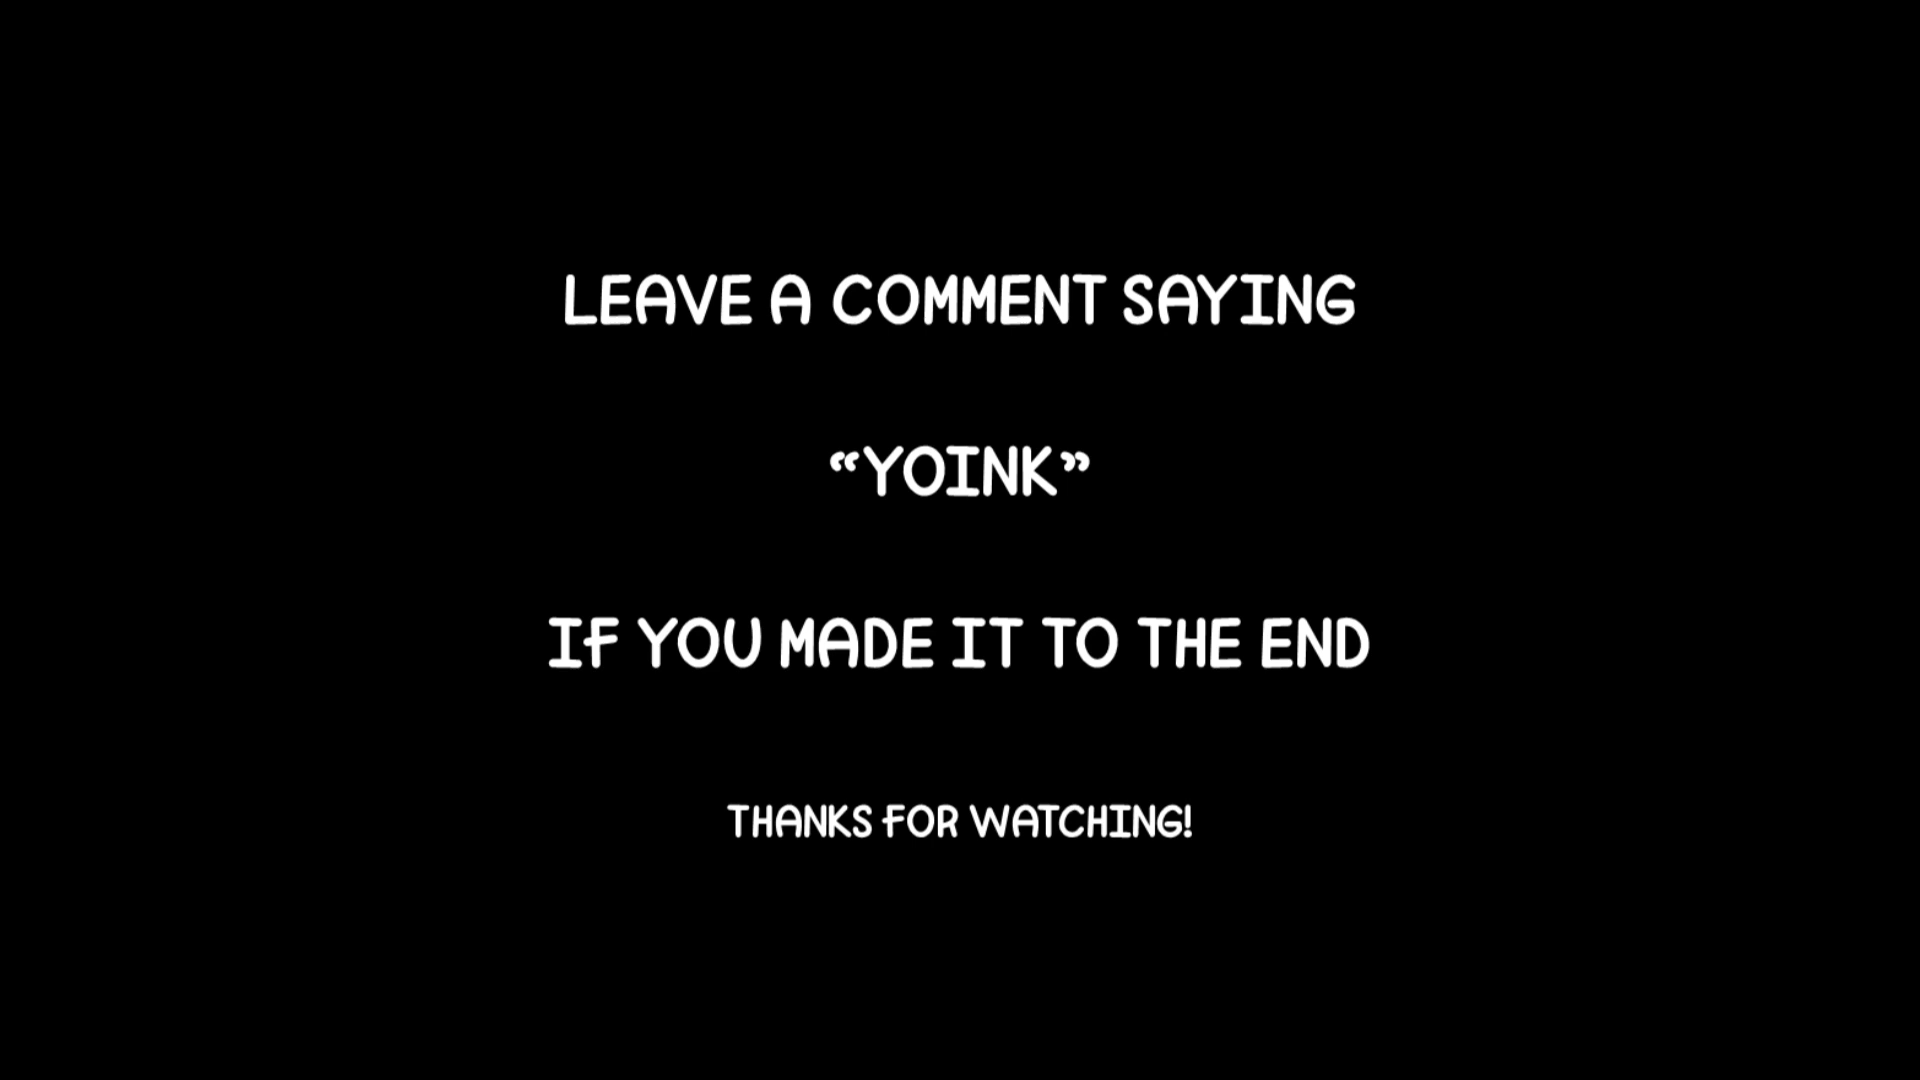 LEAVE A COMMENT SAYING
“YOINK”
IF YOU MADE IT TO THE END
THANKS FOR WATCHING!